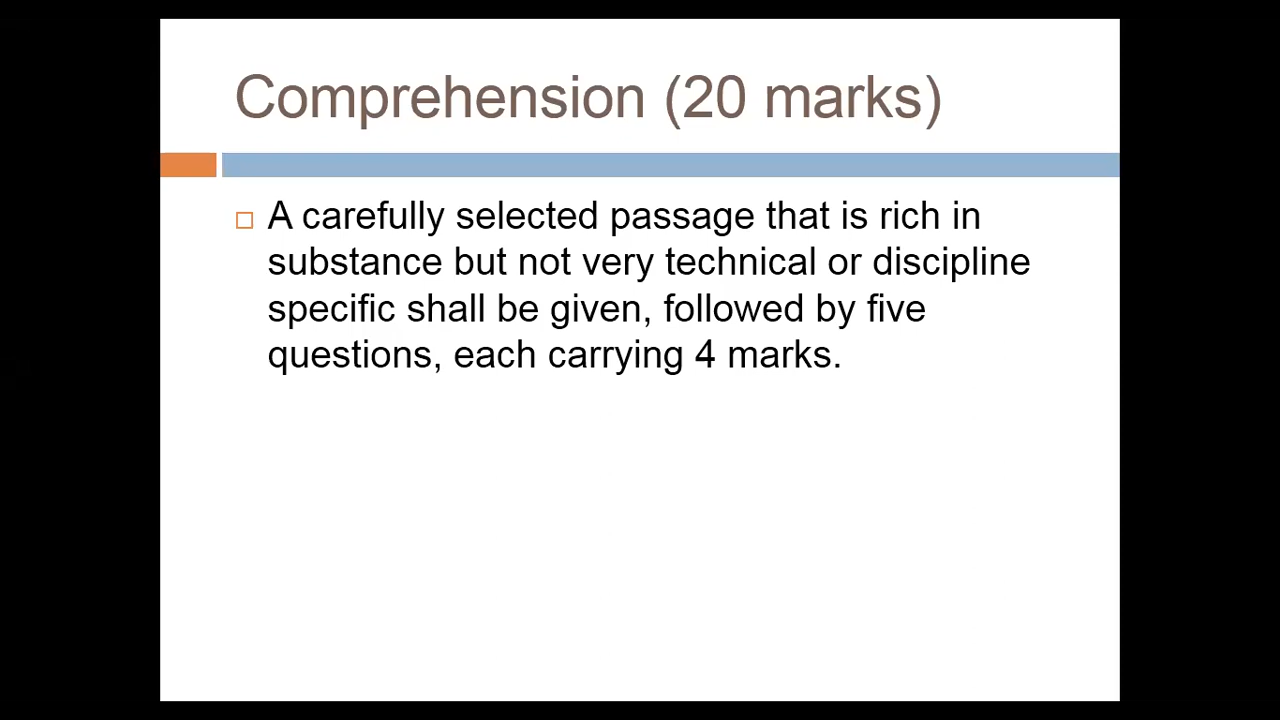 Comprehension (20 marks)
A carefully selected passage that is rich in
substance but not very technical or discipline
specific shall be given, followed by five
questions, each carrying 4 marks.